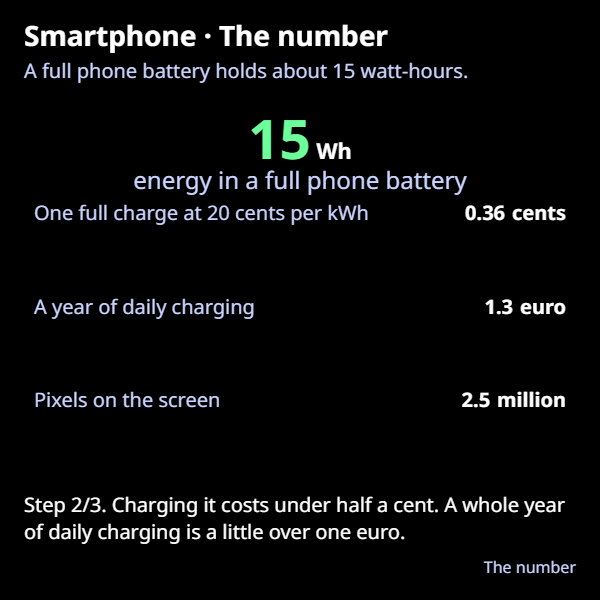 Smartphone · The number
A full phone battery holds about 15 watt-hours.
15 Wh
energy in a full phone battery
One full charge at 20 cents per kWh 0.36 cents
A year of daily charging 1.3 euro
Pixels on the screen 2.5 million
Step 2/3. Charging it costs under half a cent. A whole year
of daily charging is a little over one euro.
The number